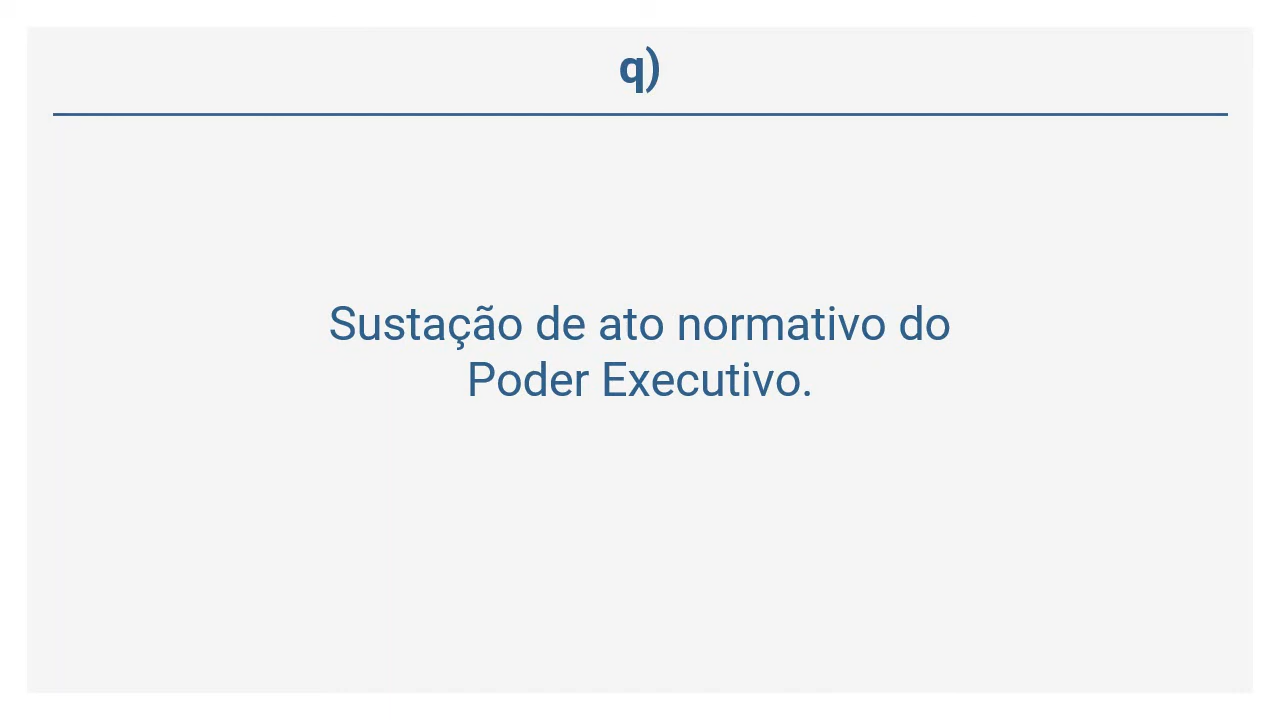 q)
Sustação de ato normativo do
Poder Executivo.